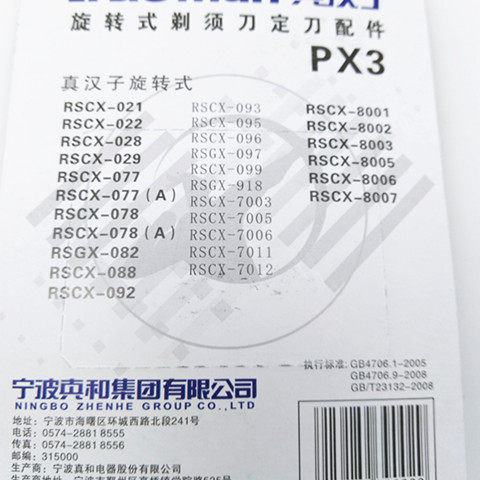 旋转式剃须刀定刀配件
PX3
真汉子旋转式
RSCX-021
RSCX-022
RSCX-028
RSCX-029
RSCX-077
RSCX-077(A)
RSCX-078
RSCX-078(A)
RSGX-082
RSCX-088
RSCX-092
RSCX-093
RSCX-095
RSCX-096
RSGX-097
RSCX-099
RSGX-918
RSCX-7003
RSCX-7005
RSCX-7006
RSCX-7011
RSCX-7012
RSCX-8001
RSCX-8002
RSCX-8003
RSCX-8005
RSCX-8006
RSCX-8007
执行标准: GB4706.1-2005
GB4706.9-2008
GB/T23132-2008
宁波真和集团有限公司
NINGBO ZHENHE GROUP CO., LTD
地址: 宁波市海曙区环城西路北段241号
电话: 0574-2881 8555
传真: 0574-2881 8556
邮编: 315000
生产商: 宁波真和电器股份有限公司